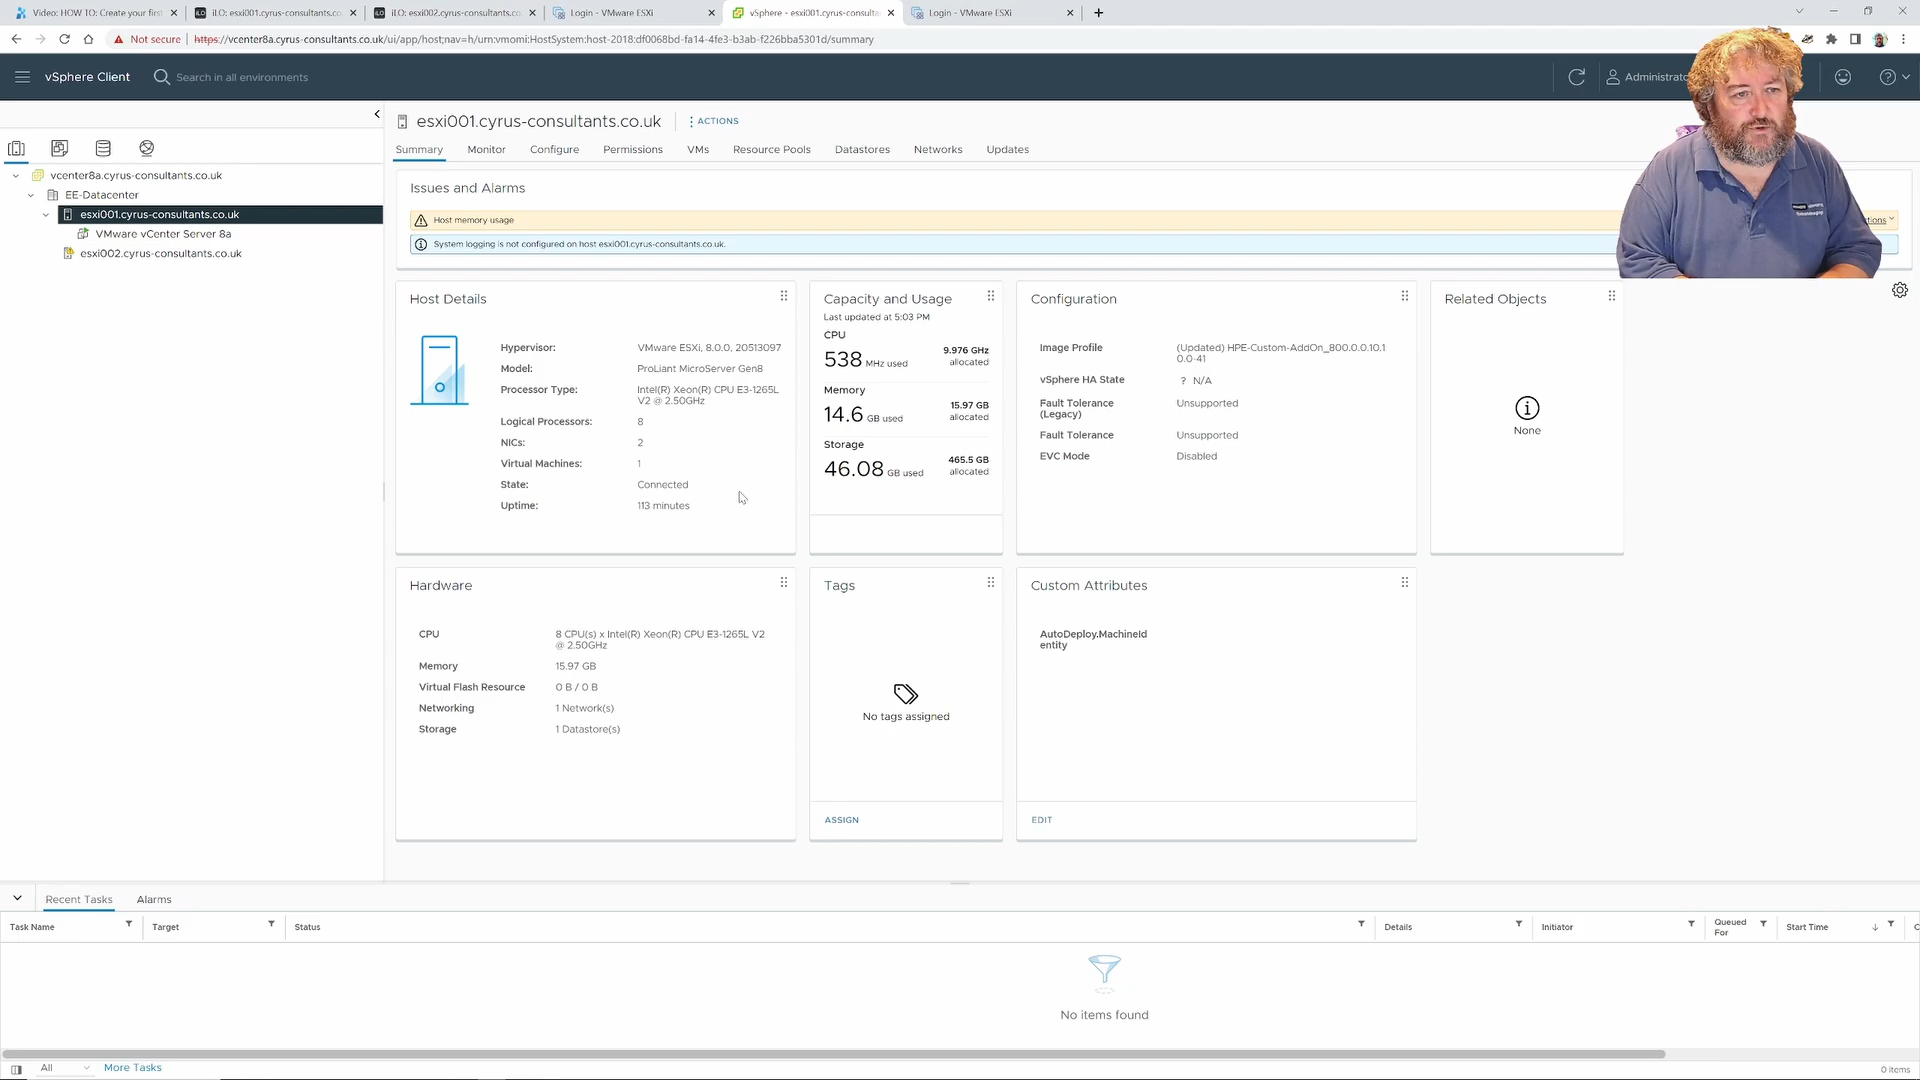 Video: HOW TO: Create your first
iLO: esxi001.cyrus-consultants.co.
iLO: esxi002.cyrus-consultants.co.
Login - VMware ESXi
vSphere - esxi001.cyrus-consulta
Login - VMware ESXi
Not secure
https://vcenter8a.cyrus-consultants.co.uk/ui/app/host;nav=h/urn:vmomi:HostSystem:host-2018:df0068bd-fa14-4fe3-b3ab-f226bba5301d/summary
vSphere Client
Search in all environments
Administrato
esxi001.cyrus-consultants.co.uk
ACTIONS
Summary
Monitor
Configure
Permissions
VMs
Resource Pools
Datastores
Networks
Updates
vcenter8a.cyrus-consultants.co.uk
EE-Datacenter
esxi001.cyrus-consultants.co.uk
VMware vCenter Server 8a
esxi002.cyrus-consultants.co.uk
Issues and Alarms
Host memory usage
ctions
System logging is not configured on host esxi001.cyrus-consultants.co.uk.
Host Details
Hypervisor: VMware ESXi, 8.0.0, 20513097
Model: ProLiant MicroServer Gen8
Processor Type: Intel(R) Xeon(R) CPU E3-1265L
V2 @ 2.50GHz
Logical Processors: 8
NICs: 2
Virtual Machines: 1
State: Connected
Uptime: 113 minutes
Capacity and Usage
Last updated at 5:03 PM
CPU
538 MHz used
9.976 GHz
allocated
Memory
14.6 GB used
15.97 GB
allocated
Storage
46.08 GB used
465.5 GB
allocated
Configuration
Image Profile (Updated) HPE-Custom-AddOn_800.0.0.10.1
0.0-41
vSphere HA State ? N/A
Fault Tolerance
(Legacy)
Unsupported
Fault Tolerance Unsupported
EVC Mode Disabled
Related Objects
None
Hardware
CPU 8 CPU(s) x Intel(R) Xeon(R) CPU E3-1265L V2
@ 2.50GHz
Memory 15.97 GB
Virtual Flash Resource 0 B / 0 B
Networking 1 Network(s)
Storage 1 Datastore(s)
Tags
No tags assigned
ASSIGN
Custom Attributes
AutoDeploy.MachineId
entity
EDIT
Recent Tasks
Alarms
Task Name
Target
Status
Details
Initiator
Queued
For
Start Time
C
No items found
All
More Tasks
0 items